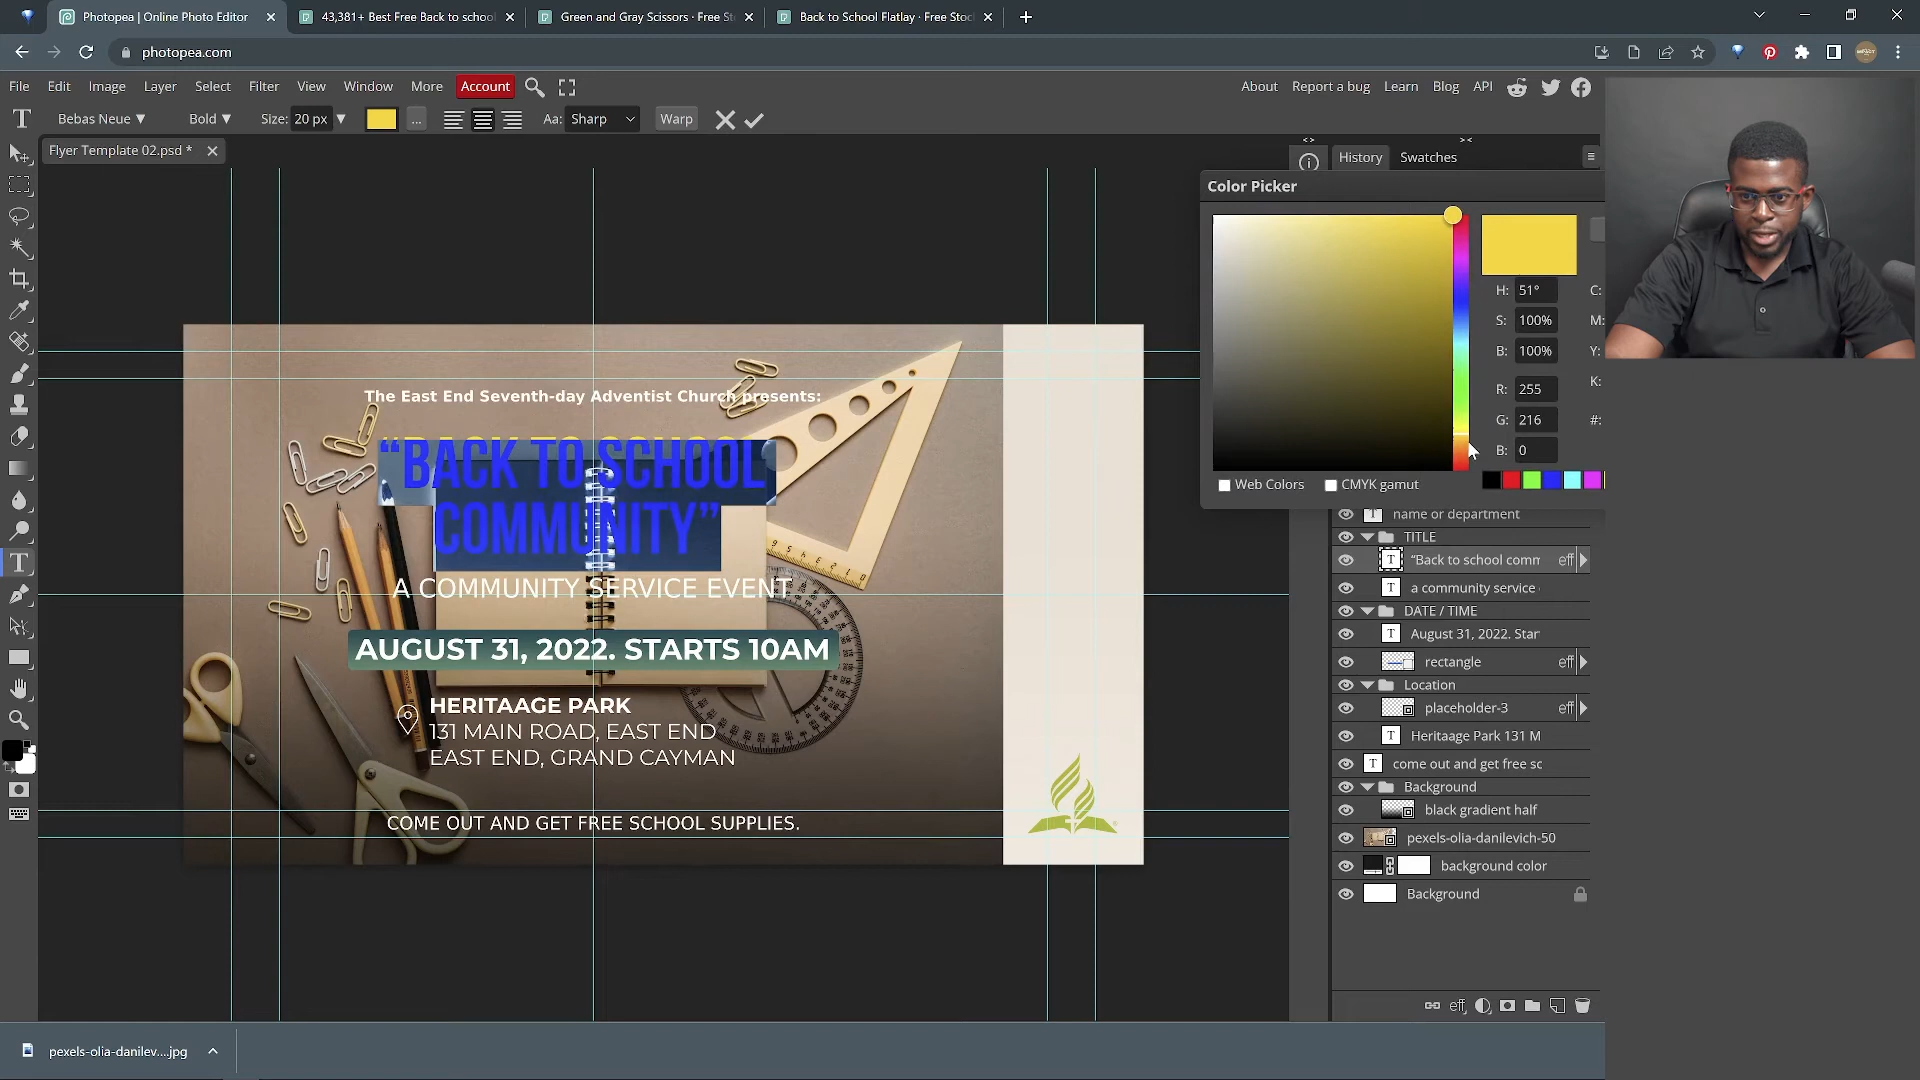 Photopea | Online Photo Editor
43,381+ Best Free Back to school
Green and Gray Scissors · Free St
Back to School Flatlay · Free Stoc
photopea.com
File Edit Image Layer Select Filter View Window More Account
About Report a bug Learn Blog API
Bebas Neue Bold Size: 20 px ... Aa: Sharp Warp
Flyer Template 02.psd *
History Swatches
Color Picker
H: 51° C:
S: 100% M:
B: 100% Y:
R: 255 K:
G: 216 #:
B: 0
Web Colors CMYK gamut
The East End Seventh-day Adventist Church presents:
“BACK TO SCHOOL
COMMUNITY”
A COMMUNITY SERVICE EVENT
AUGUST 31, 2022. STARTS 10AM
HERITAAGE PARK
131 MAIN ROAD, EAST END
EAST END, GRAND CAYMAN
COME OUT AND GET FREE SCHOOL SUPPLIES.
name or department
TITLE
“Back to school comm eff
a community service
DATE / TIME
August 31, 2022. Star
rectangle eff
Location
placeholder-3 eff
Heritaage Park 131 M
come out and get free sc
Background
black gradient half
pexels-olia-danilevich-50
background color
Background
eff
pexels-olia-danilev....jpg